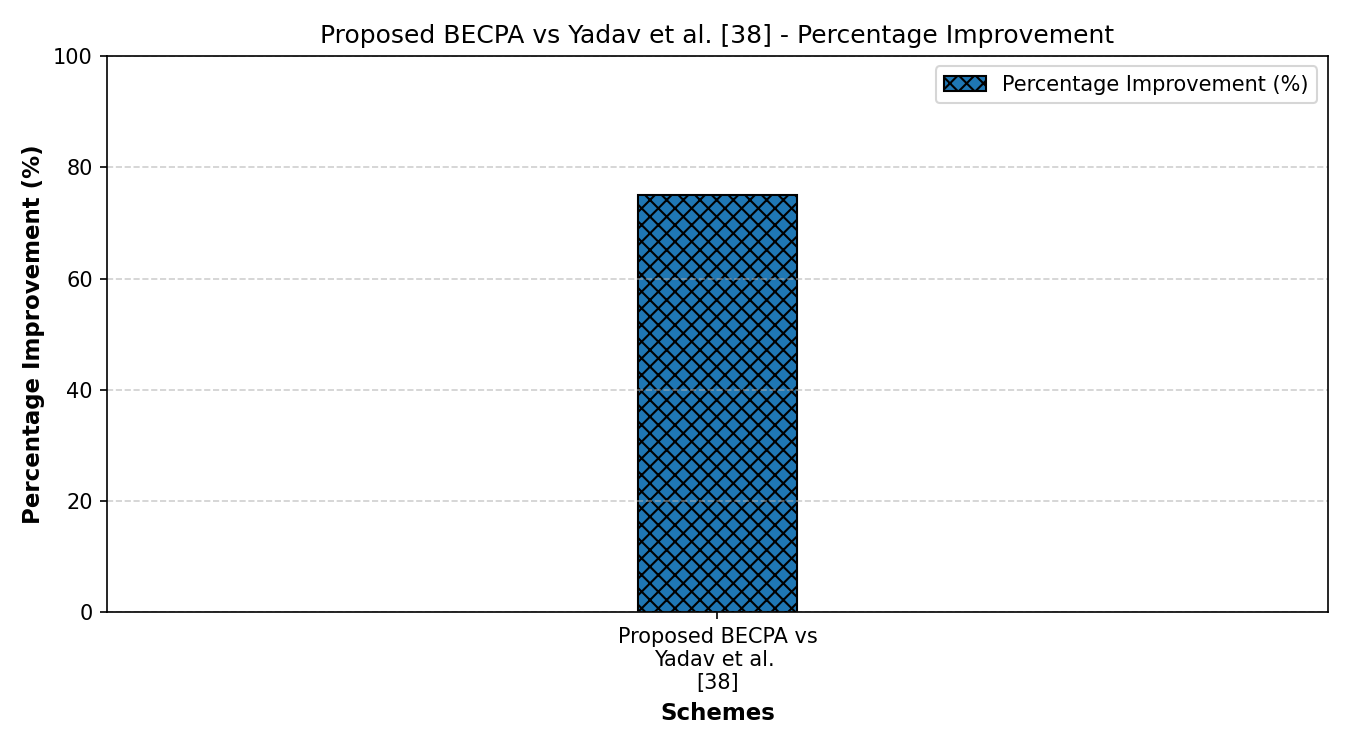 Proposed BECPA vs Yadav et al. [38] - Percentage Improvement
Percentage Improvement (%)
100
80
60
40
20
0
Percentage Improvement (%)
Proposed BECPA vs
Yadav et al.
[38]
Schemes